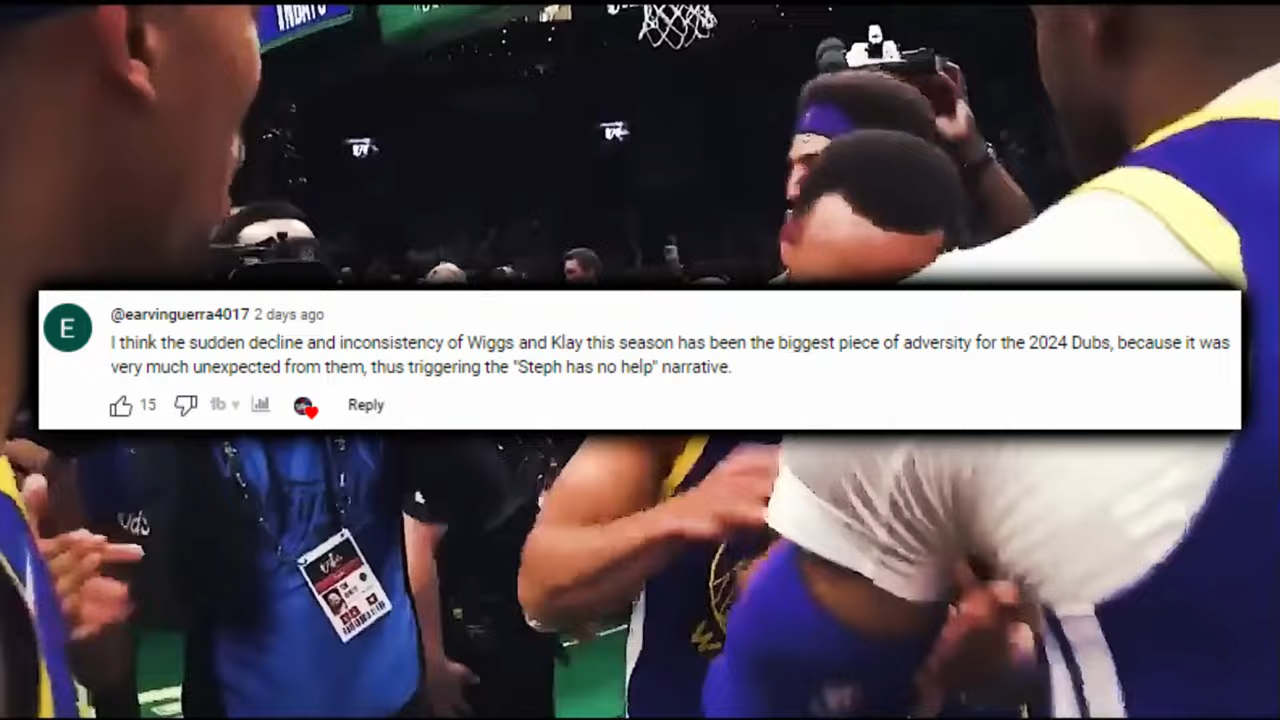 @earvinguerra4017 2 days ago
I think the sudden decline and inconsistency of Wiggs and Klay this season has been the biggest piece of adversity for the 2024 Dubs, because it was
very much unexpected from them, thus triggering the "Steph has no help" narrative.
15 Reply